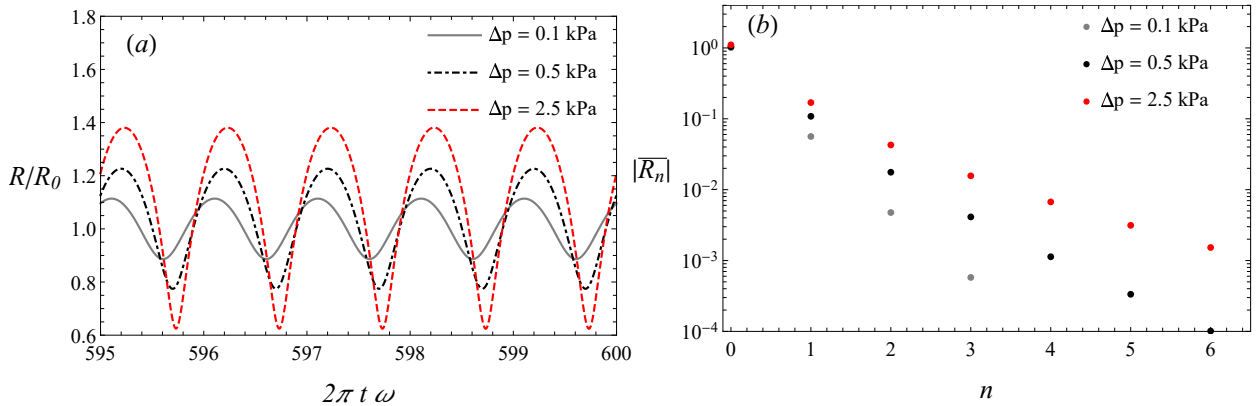 (a)
Δp = 0.1 kPa
Δp = 0.5 kPa
Δp = 2.5 kPa
1.8
1.6
1.4
1.2
1.0
0.8
0.6
R/R₀
595
596
597
598
599
600
2π t ω
(b)
Δp = 0.1 kPa
Δp = 0.5 kPa
Δp = 2.5 kPa
10⁰
10⁻¹
10⁻²
10⁻³
10⁻⁴
|R̅ₙ|
0
1
2
3
4
5
6
n